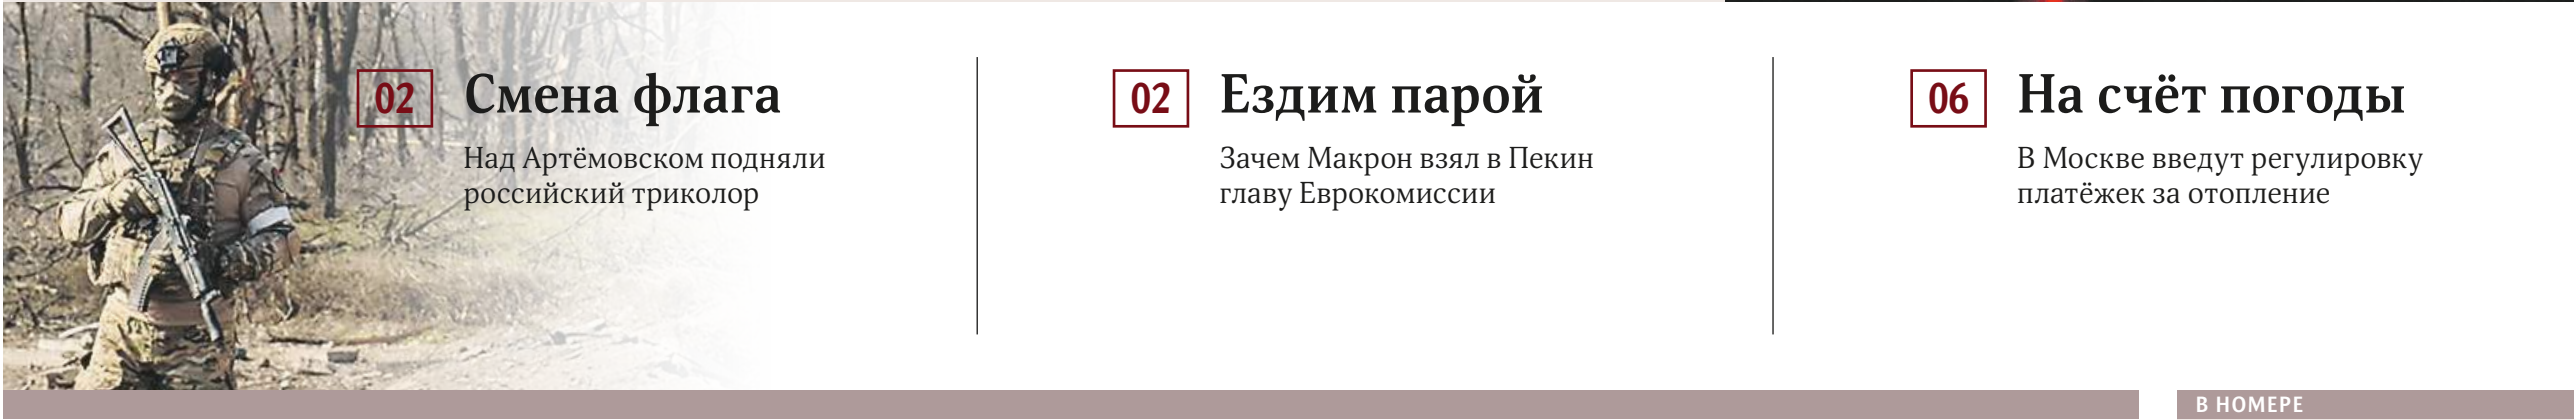 02
Смена флага
Над Артёмовском подняли
российский триколор
02
Ездим парой
Зачем Макрон взял в Пекин
главу Еврокомиссии
06
На счёт погоды
В Москве введут регулировку
платёжек за отопление
В НОМЕРЕ